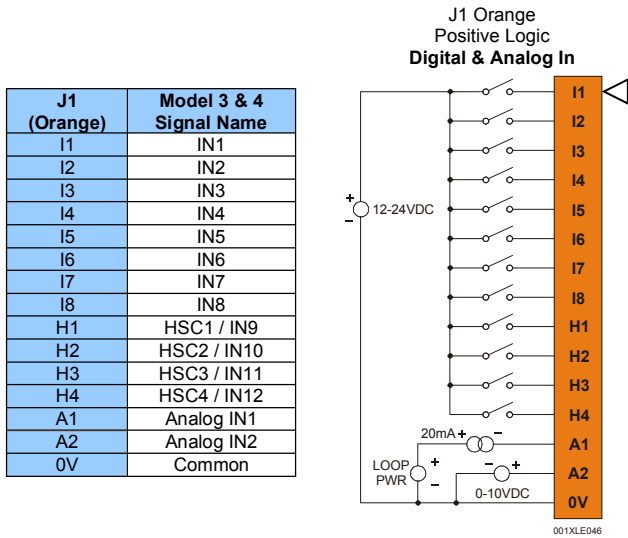 J1 (Orange) Model 3 & 4 Signal Name
I1 IN1
I2 IN2
I3 IN3
I4 IN4
I5 IN5
I6 IN6
I7 IN7
I8 IN8
H1 HSC1 / IN9
H2 HSC2 / IN10
H3 HSC3 / IN11
H4 HSC4 / IN12
A1 Analog IN1
A2 Analog IN2
0V Common
J1 Orange
Positive Logic
Digital & Analog In
I1
I2
I3
I4
I5
I6
I7
I8
H1
H2
H3
H4
A1
A2
0V
+
12-24VDC
-
20mA + -
LOOP
PWR
+
-
- +
0-10VDC
001XLE046